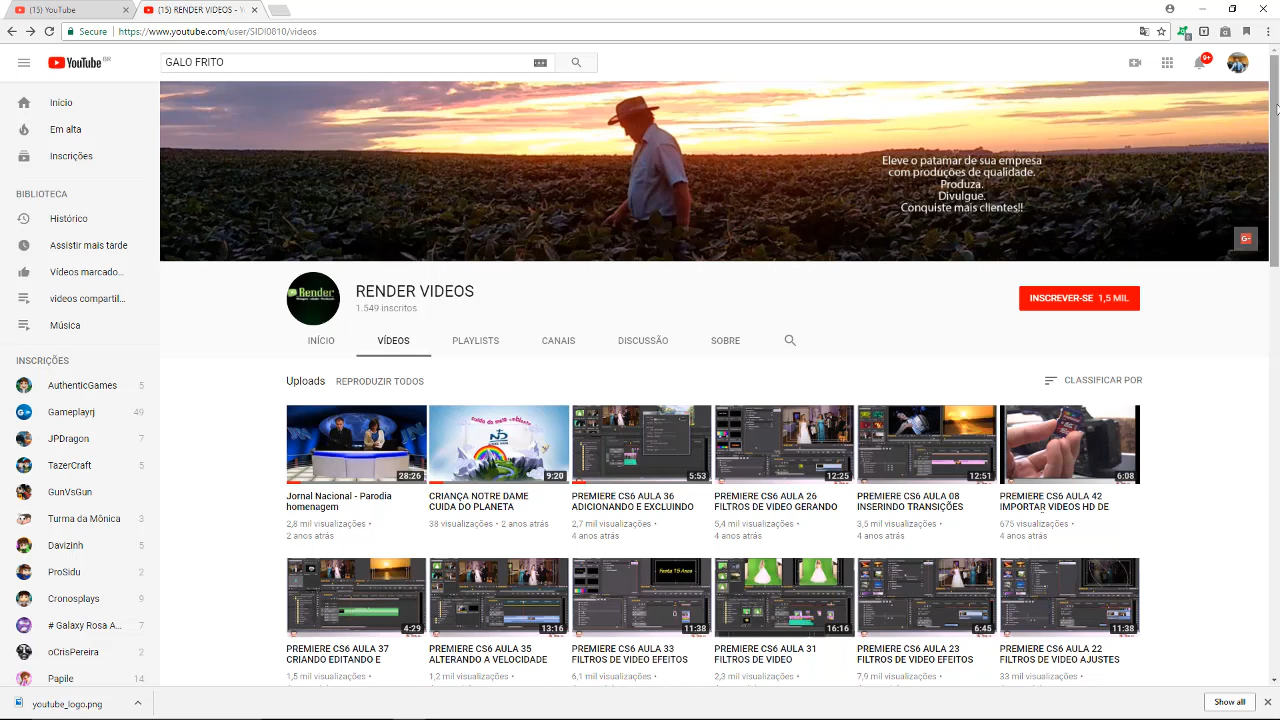 (15) YouTube
(15) RENDER VIDEOS - Y
Secure
https://www.youtube.com/user/SIDI0810/videos
YouTube BR
GALO FRITO
9+
Início
Em alta
Inscrições
BIBLIOTECA
Histórico
Assistir mais tarde
Vídeos marcado...
compartil...
Música
INSCRIÇÕES
AuthenticGames 5
Gameplayrj 49
TPDragon 7
5
GunVsGun
Turma da Mônica 3
Davizinh 5
2
9
* Galaxy Rosa A... 7
oCrisPereira 2
Papile 14
Eleve o patamar de sua empresa
com produções de qualidade.
Produza.
Divulgue.
Conquiste mais clientes!!
G+
Render
RENDER VIDEOS
1.549 inscritos
INSCREVER-SE 1,5 MIL
INÍCIO
VÍDEOS
PLAYLISTS
CANAIS
DISCUSSÃO
SOBRE
Uploads
REPRODUZIR TODOS
CLASSIFICAR POR
28:26
Jornal Nacional - Parodia
homenagem
2,8 mil visualizações •
2 anos atrás
9:20
CRIANÇA NOTRE DAME
CUIDA DO PLANETA
38 visualizações • 2 anos atrás
5:53
PREMIERE CS6 AULA 36
ADICIONANDO E EXCLUINDO
2,7 mil visualizações •
4 anos atrás
12:25
PREMIERE CS6 AULA 26
FILTROS DE VIDEO GERANDO
5,4 mil visualizações •
4 anos atrás
12:51
PREMIERE CS6 AULA 08
INSERINDO TRANSIÇÕES
3,5 mil visualizações •
4 anos atrás
6:08
PREMIERE CS6 AULA 42
IMPORTAR VIDEOS HD DE
675 visualizações •
4 anos atrás
4:29
PREMIERE CS6 AULA 37
CRIANDO EDITANDO E
1,5 mil visualizações •
13:16
PREMIERE CS6 AULA 35
ALTERANDO A VELOCIDADE
1,2 mil visualizações •
Festa 15 Anos
11:38
PREMIERE CS6 AULA 33
FILTROS DE VIDEO EFEITOS
6,1 mil visualizações •
16:16
PREMIERE CS6 AULA 31
FILTROS DE VIDEO
2,3 mil visualizações •
6:45
PREMIERE CS6 AULA 23
FILTROS DE VIDEO EFEITOS
7,9 mil visualizações •
11:38
PREMIERE CS6 AULA 22
FILTROS DE VIDEO AJUSTES
33 mil visualizações •
youtube_logo.png
Show all